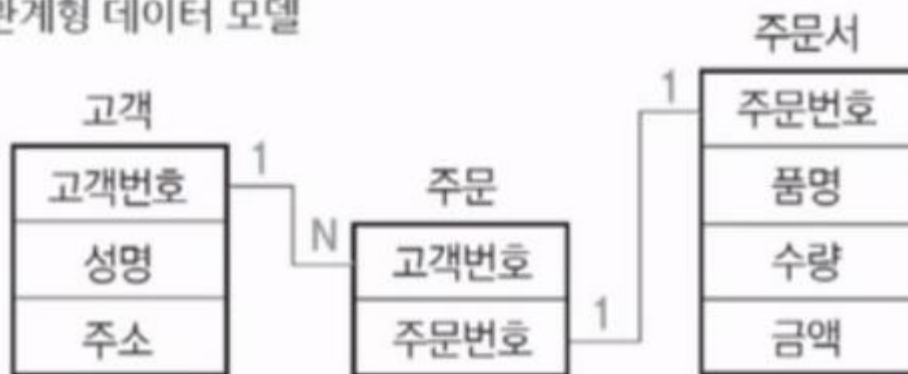 관계형 데이터 모델
고객
고객번호
성명
주소
1
N
주문
고객번호
주문번호
1
1
주문서
주문번호
품명
수량
금액